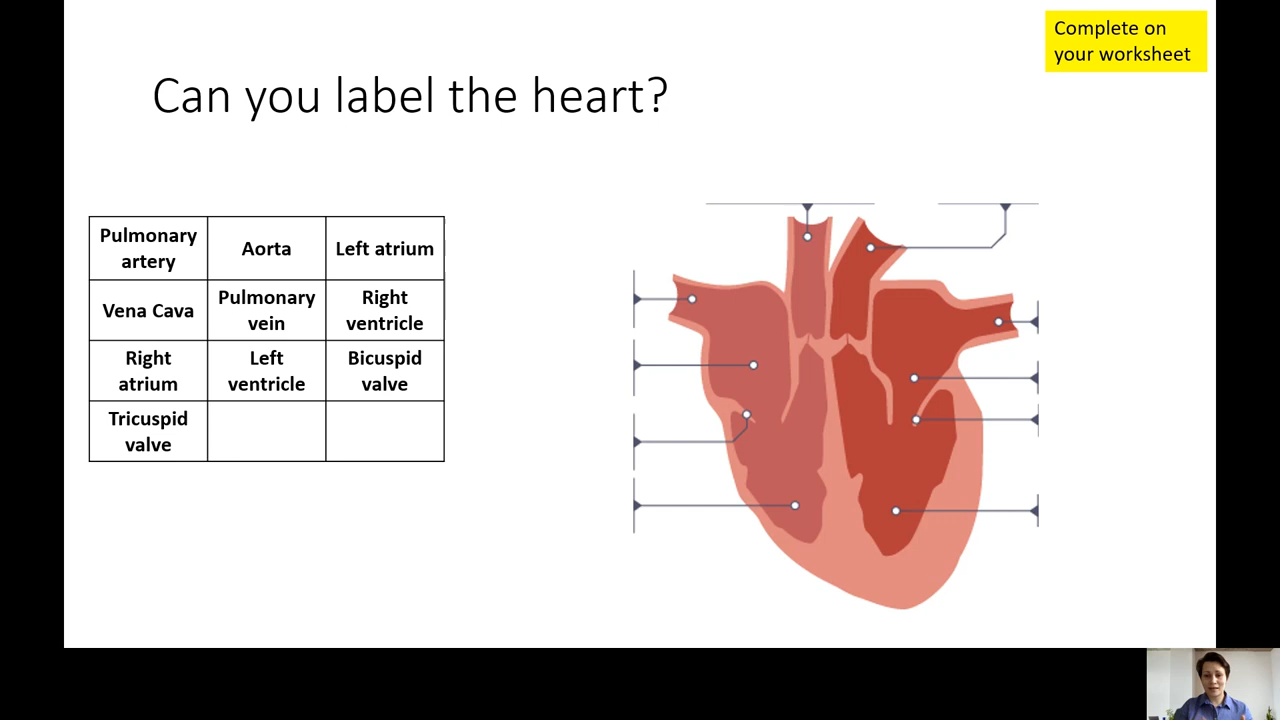 Complete on
your worksheet
Can you label the heart?
Pulmonary
artery
Aorta
Left atrium
Vena Cava
Pulmonary
vein
Right
ventricle
Right
atrium
Left
ventricle
Bicuspid
valve
Tricuspid
valve